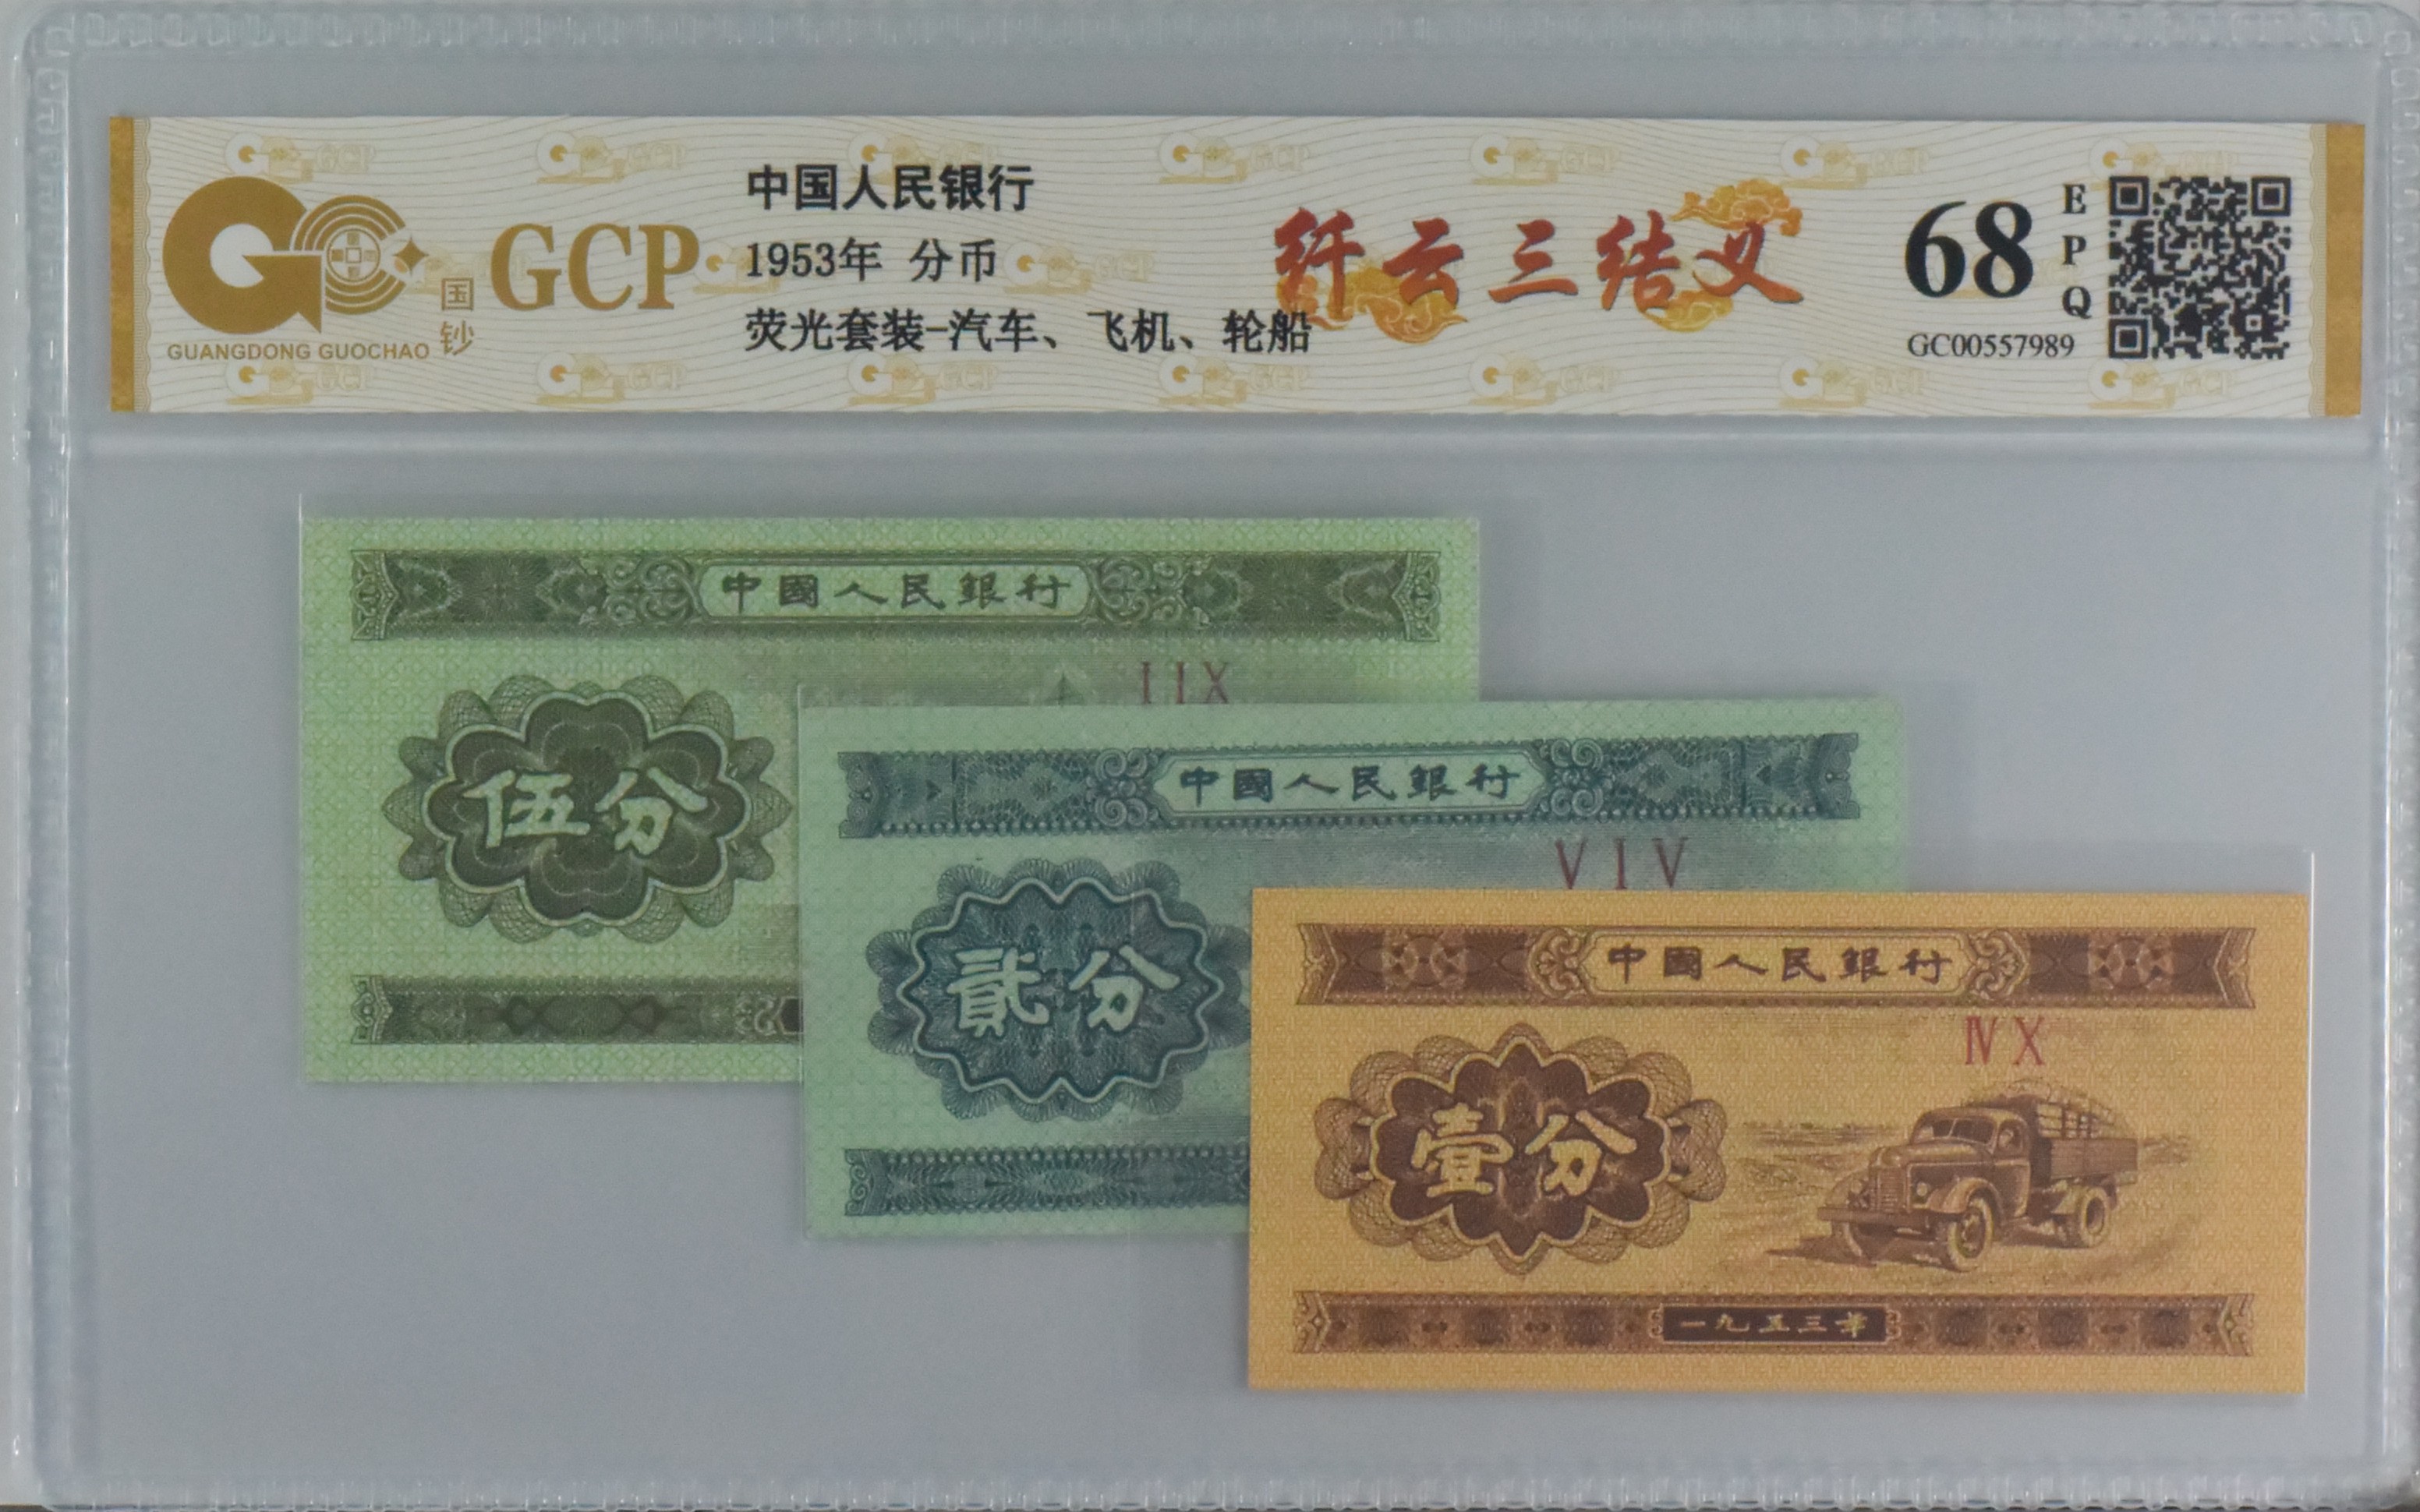 GUANGDONG GUOCHAO
国钞
GCP
中国人民银行
1953年 分币
荧光套装-汽车、飞机、轮船
纤云三结义
68
EPQ
GC00557989
中國人民銀行
I I X
伍分
中國人民銀行
V I V
貳分
中國人民銀行
IV X
壹分
一九五三年